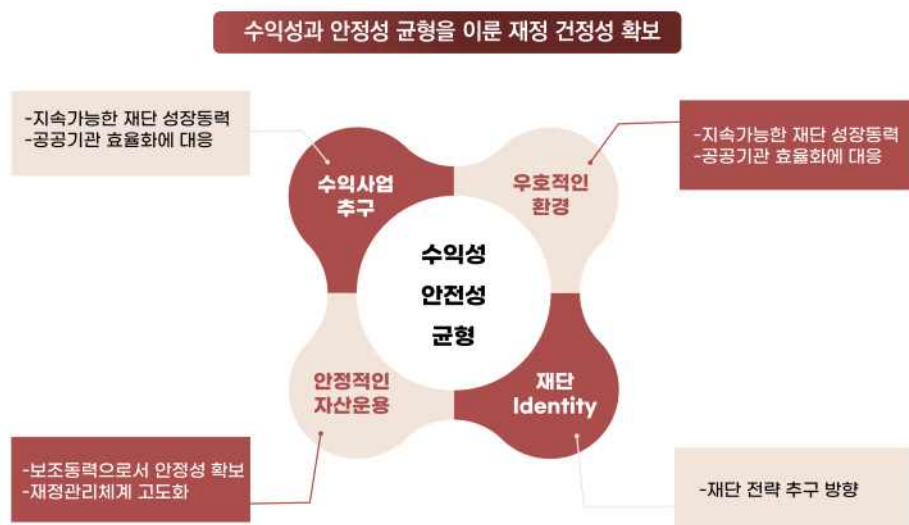 수익성과 안정성 균형을 이룬 재정 건정성 확보
-지속가능한 재단 성장동력
-공공기관 효율화에 대응
-지속가능한 재단 성장동력
-공공기관 효율화에 대응
수익사업
추구
우호적인
환경
수익성
안전성
균형
안정적인
자산운용
재단
Identity
-보조동력으로서 안정성 확보
-재정관리체계 고도화
-재단 전략 추구 방향